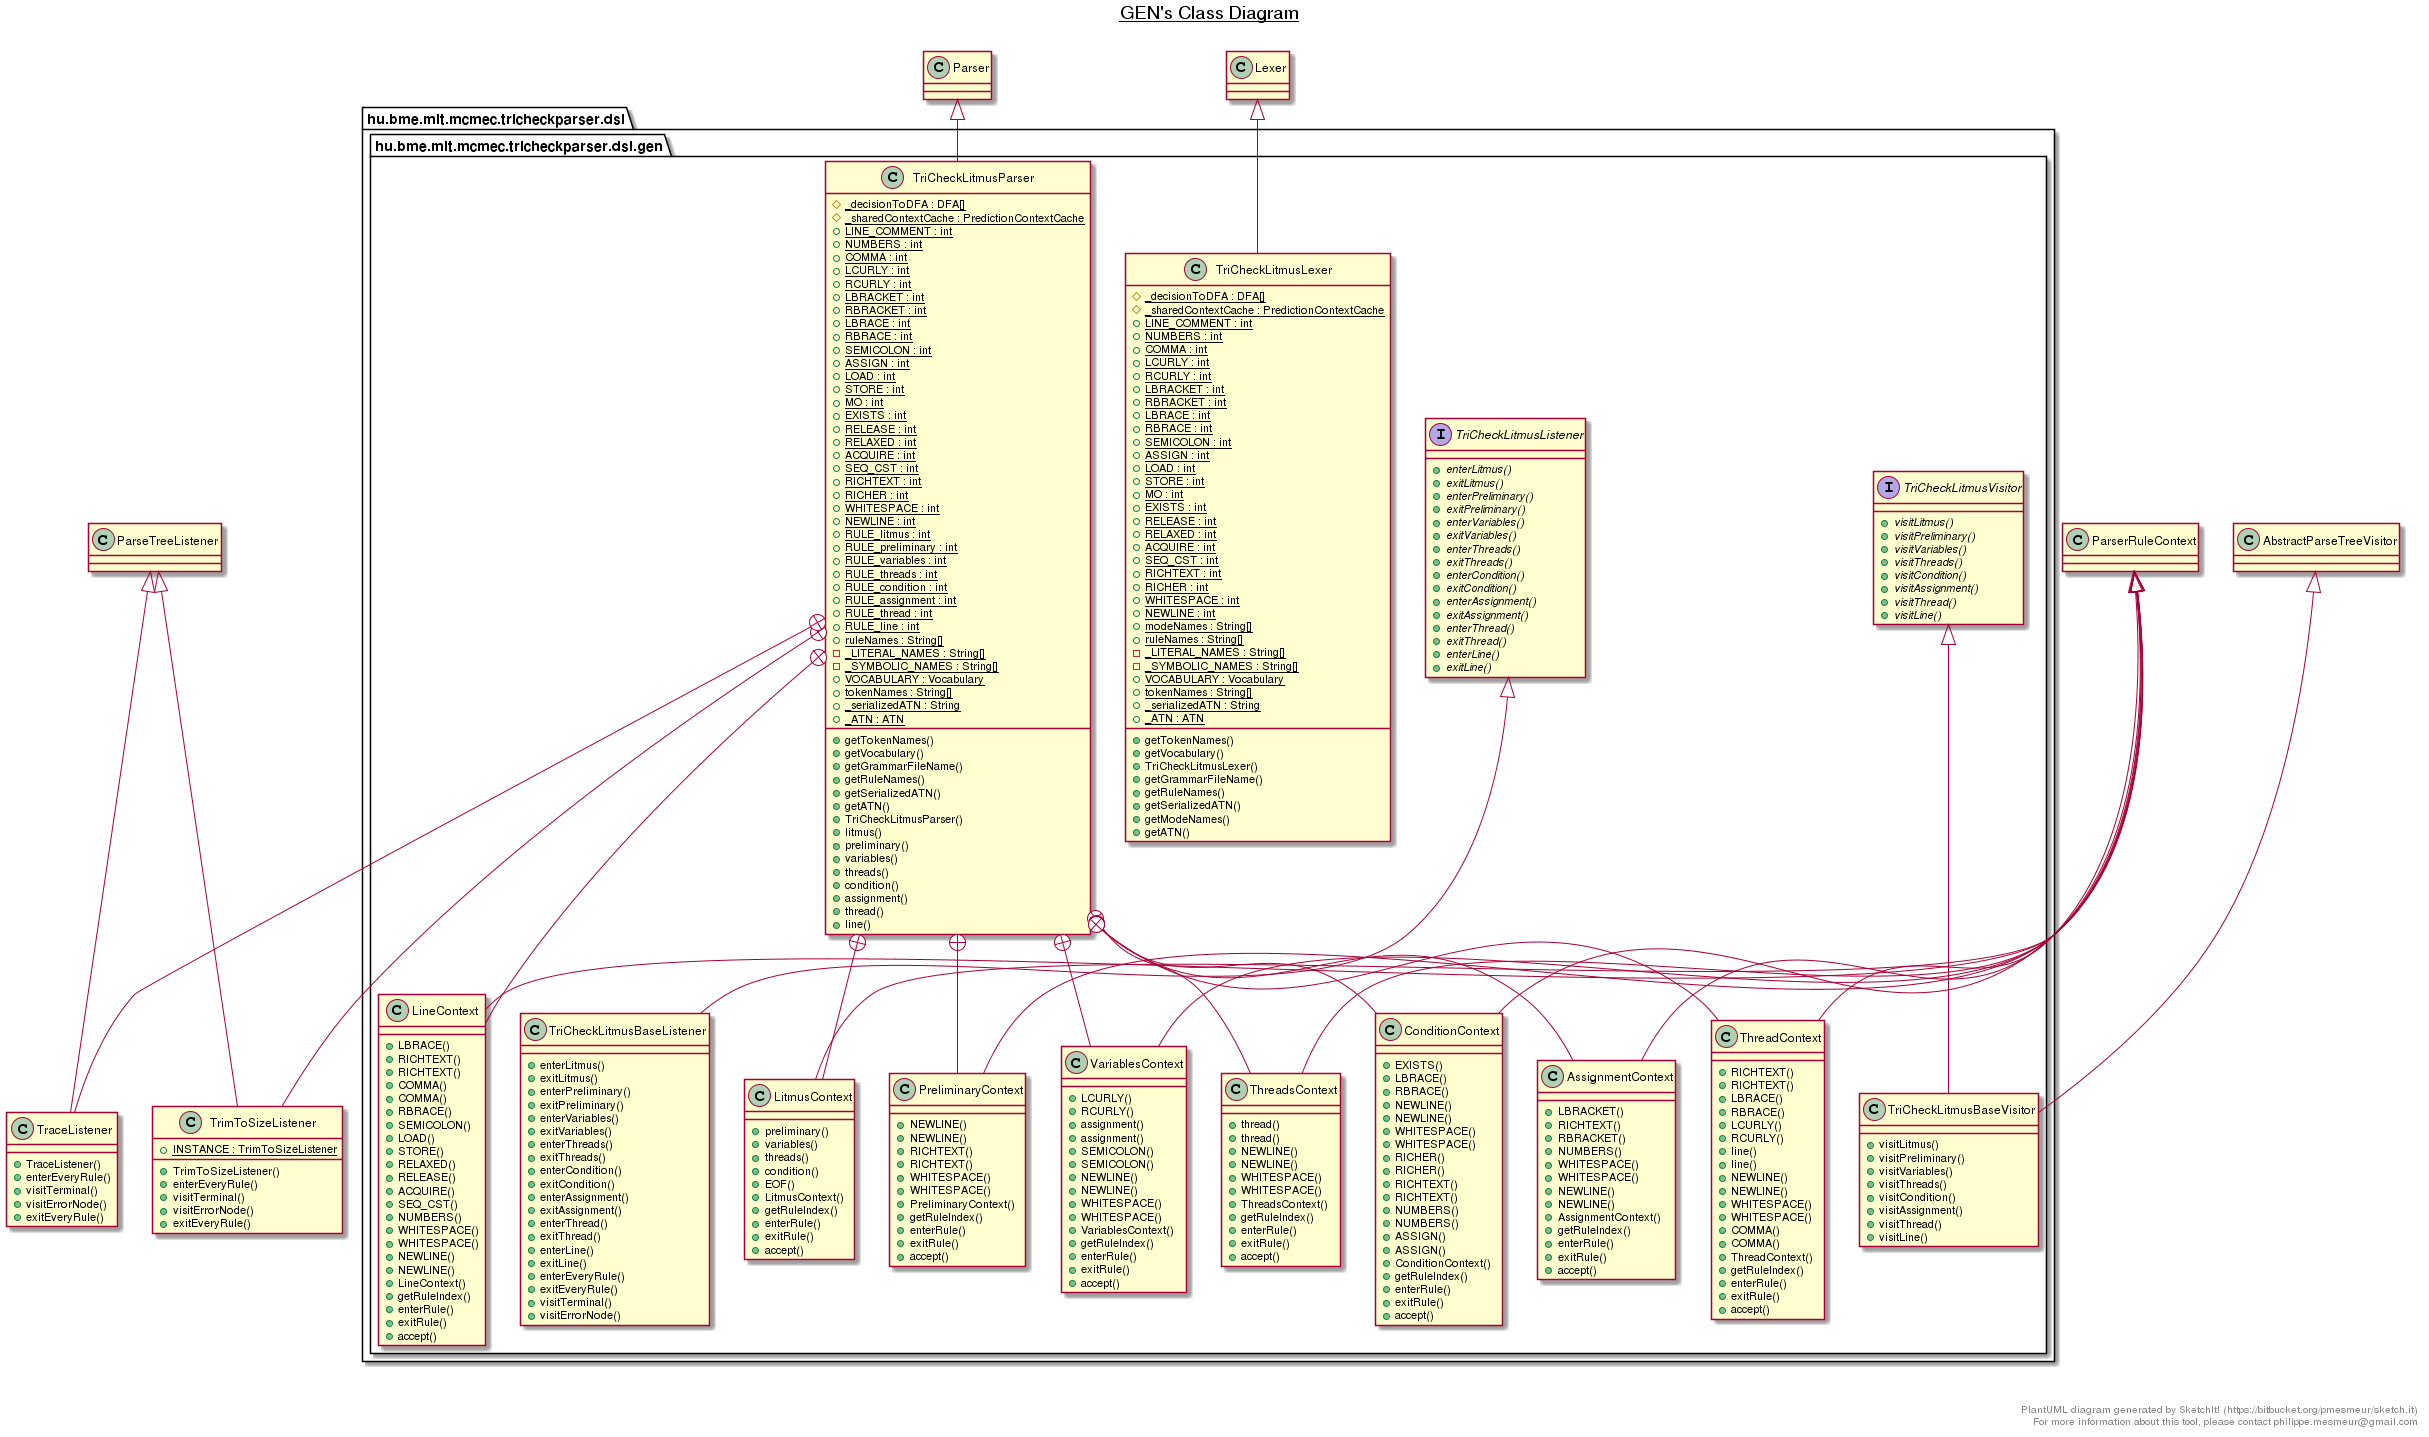 GEN's Class Diagram
Parser
Lexer
hu.bme.mit.mcmec.tricheckparser.dsl
hu.bme.mit.mcmec.tricheckparser.dsl.gen
C TriCheckLitmusParser
_decisionToDFA : DFA[]
_sharedContextCache : PredictionContextCache
LINE_COMMENT : int
NUMBERS : int
COMMA : int
LCURLY : int
RCURLY : int
LBRACKET : int
RBRACKET : int
LBRACE : int
RBRACE : int
SEMICOLON : int
ASSIGN : int
LOAD : int
STORE : int
MO : int
EXISTS : int
RELEASE : int
RELAXED : int
ACQUIRE : int
SEQ_CST : int
RICHTEXT : int
RICHER : int
WHITESPACE : int
NEWLINE : int
RULE_litmus : int
RULE_preliminary : int
RULE_variables : int
RULE_threads : int
RULE_condition : int
RULE_assignment : int
RULE_thread : int
RULE_line : int
ruleNames : String[]
_LITERAL_NAMES : String[]
_SYMBOLIC_NAMES : String[]
VOCABULARY : Vocabulary
tokenNames : String[]
_serializedATN : String
_ATN : ATN
getTokenNames()
getVocabulary()
getGrammarFileName()
getRuleNames()
getSerializedATN()
getATN()
TriCheckLitmusParser()
litmus()
preliminary()
variables()
threads()
condition()
assignment()
thread()
line()
C TriCheckLitmusLexer
_decisionToDFA : DFA[]
_sharedContextCache : PredictionContextCache
LINE_COMMENT : int
NUMBERS : int
COMMA : int
LCURLY : int
RCURLY : int
LBRACKET : int
RBRACKET : int
LBRACE : int
RBRACE : int
SEMICOLON : int
ASSIGN : int
LOAD : int
STORE : int
MO : int
EXISTS : int
RELEASE : int
RELAXED : int
ACQUIRE : int
SEQ_CST : int
RICHTEXT : int
RICHER : int
WHITESPACE : int
NEWLINE : int
modeNames : String[]
ruleNames : String[]
_LITERAL_NAMES : String[]
_SYMBOLIC_NAMES : String[]
VOCABULARY : Vocabulary
tokenNames : String[]
_serializedATN : String
_ATN : ATN
getTokenNames()
getVocabulary()
TriCheckLitmusLexer()
getGrammarFileName()
getRuleNames()
getSerializedATN()
getModeNames()
getATN()
I TriCheckLitmusListener
enterLitmus()
exitLitmus()
enterPreliminary()
exitPreliminary()
enterVariables()
exitVariables()
enterThreads()
exitThreads()
enterCondition()
exitCondition()
enterAssignment()
exitAssignment()
enterThread()
exitThread()
enterLine()
exitLine()
I TriCheckLitmusVisitor
visitLitmus()
visitPreliminary()
visitVariables()
visitThreads()
visitCondition()
visitAssignment()
visitThread()
visitLine()
C ParseTreeListener
C ParserRuleContext
C AbstractParseTreeVisitor
C TraceListener
TraceListener()
enterEveryRule()
visitTerminal()
visitErrorNode()
exitEveryRule()
C TrimToSizeListener
INSTANCE : TrimToSizeListener
TrimToSizeListener()
enterEveryRule()
visitTerminal()
visitErrorNode()
exitEveryRule()
C LineContext
LBRACE()
RICHTEXT()
RICHTEXT()
COMMA()
COMMA()
RBRACE()
SEMICOLON()
LOAD()
STORE()
RELAXED()
RELEASE()
ACQUIRE()
SEQ_CST()
NUMBERS()
WHITESPACE()
WHITESPACE()
NEWLINE()
NEWLINE()
LineContext()
getRuleIndex()
enterRule()
exitRule()
accept()
C TriCheckLitmusBaseListener
enterLitmus()
exitLitmus()
enterPreliminary()
exitPreliminary()
enterVariables()
exitVariables()
enterThreads()
exitThreads()
enterCondition()
exitCondition()
enterAssignment()
exitAssignment()
enterThread()
exitThread()
enterLine()
exitLine()
enterEveryRule()
exitEveryRule()
visitTerminal()
visitErrorNode()
C LitmusContext
preliminary()
variables()
threads()
condition()
EOF()
LitmusContext()
getRuleIndex()
enterRule()
exitRule()
accept()
C PreliminaryContext
NEWLINE()
NEWLINE()
RICHTEXT()
RICHTEXT()
WHITESPACE()
WHITESPACE()
PreliminaryContext()
getRuleIndex()
enterRule()
exitRule()
accept()
C VariablesContext
LCURLY()
RCURLY()
assignment()
assignment()
SEMICOLON()
SEMICOLON()
NEWLINE()
NEWLINE()
WHITESPACE()
WHITESPACE()
VariablesContext()
getRuleIndex()
enterRule()
exitRule()
accept()
C ThreadsContext
thread()
thread()
NEWLINE()
NEWLINE()
WHITESPACE()
WHITESPACE()
ThreadsContext()
getRuleIndex()
enterRule()
exitRule()
accept()
C ConditionContext
EXISTS()
LBRACE()
RBRACE()
NEWLINE()
NEWLINE()
WHITESPACE()
WHITESPACE()
RICHER()
RICHER()
RICHTEXT()
RICHTEXT()
NUMBERS()
NUMBERS()
ASSIGN()
ASSIGN()
ConditionContext()
getRuleIndex()
enterRule()
exitRule()
accept()
C AssignmentContext
LBRACKET()
RICHTEXT()
RBRACKET()
NUMBERS()
WHITESPACE()
WHITESPACE()
NEWLINE()
NEWLINE()
AssignmentContext()
getRuleIndex()
enterRule()
exitRule()
accept()
C ThreadContext
RICHTEXT()
RICHTEXT()
LBRACE()
RBRACE()
LCURLY()
RCURLY()
line()
line()
NEWLINE()
NEWLINE()
WHITESPACE()
WHITESPACE()
COMMA()
COMMA()
ThreadContext()
getRuleIndex()
enterRule()
exitRule()
accept()
C TriCheckLitmusBaseVisitor
visitLitmus()
visitPreliminary()
visitVariables()
visitThreads()
visitCondition()
visitAssignment()
visitThread()
visitLine()
PlantUML diagram generated by SketchIt! (https://bitbucket.org/pmesmeur/sketch.it)
For more information about this tool, please contact philippe.mesmeur@gmail.com